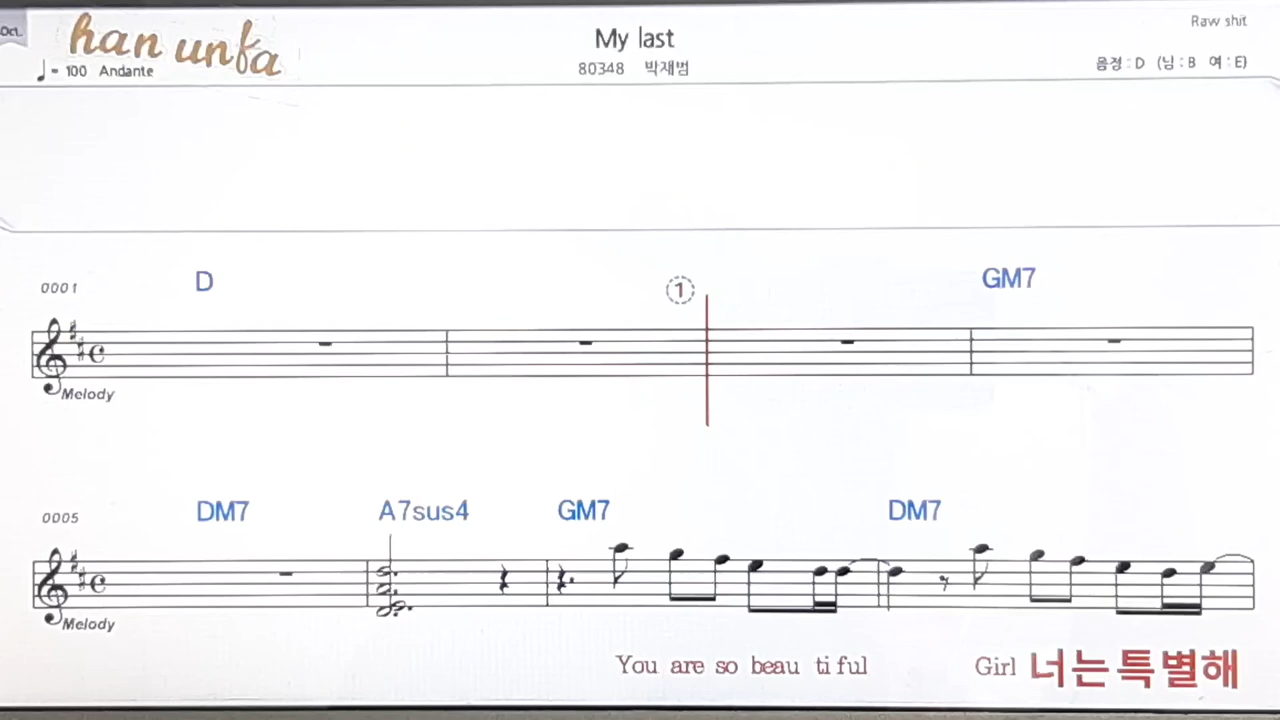 Oct.
han unfa
My last
Raw shit
♩= 100 Andante
80348 박재범
음정 : D (남 : B 여 : E)
0001 D ① GM7
Melody
0005 DM7 A7sus4 GM7 DM7
Melody
You are so beau ti ful Girl 너는특별해